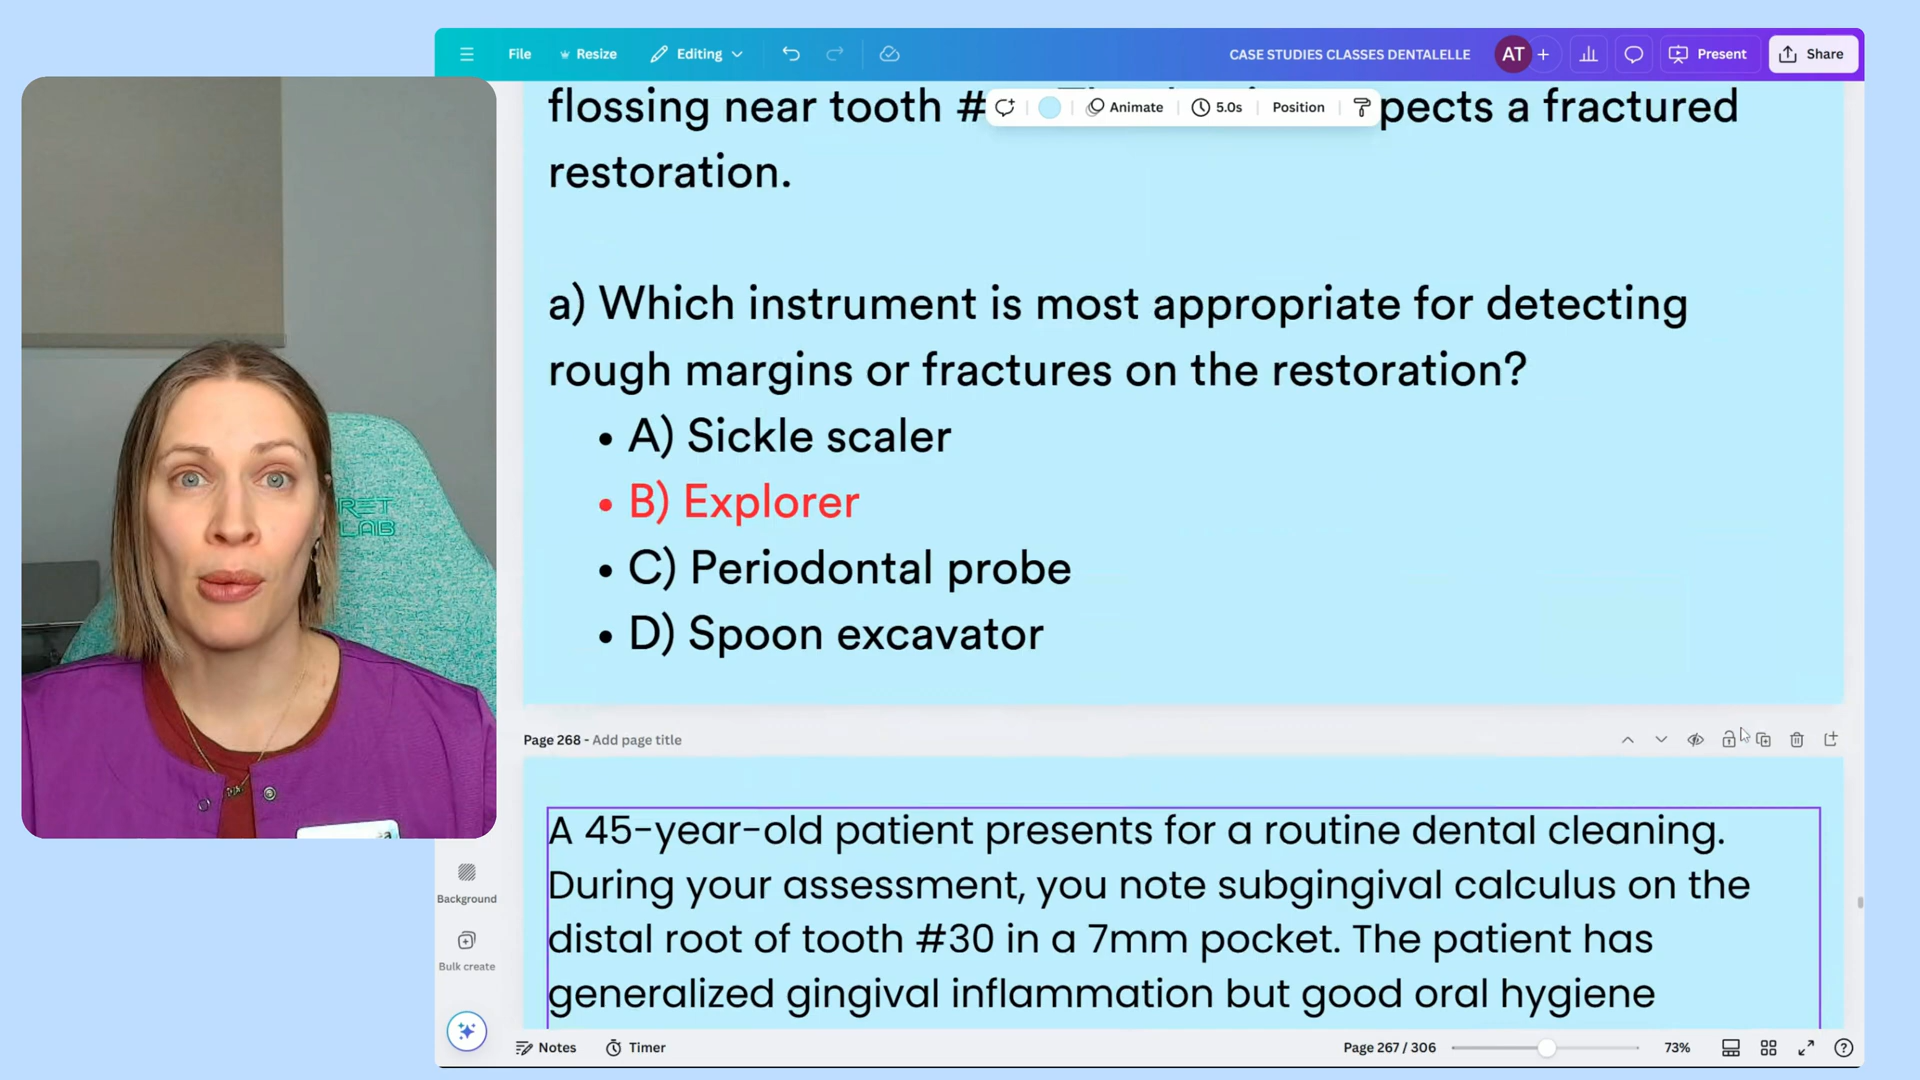 File
Resize
Editing
CASE STUDIES CLASSES DENTALELLE
AT
Present
Share
flossing near tooth #
pects a fractured
Animate
5.0s
Position
restoration.
a) Which instrument is most appropriate for detecting
rough margins or fractures on the restoration?
• A) Sickle scaler
• B) Explorer
• C) Periodontal probe
• D) Spoon excavator
RET
LAB
Page 268 - Add page title
A 45-year-old patient presents for a routine dental cleaning.
During your assessment, you note subgingival calculus on the
distal root of tooth #30 in a 7mm pocket. The patient has
generalized gingival inflammation but good oral hygiene
Background
Bulk create
Notes
Timer
Page 267 / 306
73%